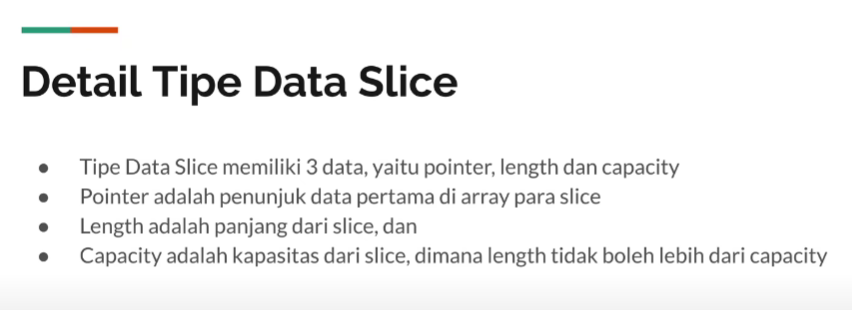 Detail Tipe Data Slice
● Tipe Data Slice memiliki 3 data, yaitu pointer, length dan capacity
● Pointer adalah penunjuk data pertama di array para slice
● Length adalah panjang dari slice, dan
● Capacity adalah kapasitas dari slice, dimana length tidak boleh lebih dari capacity